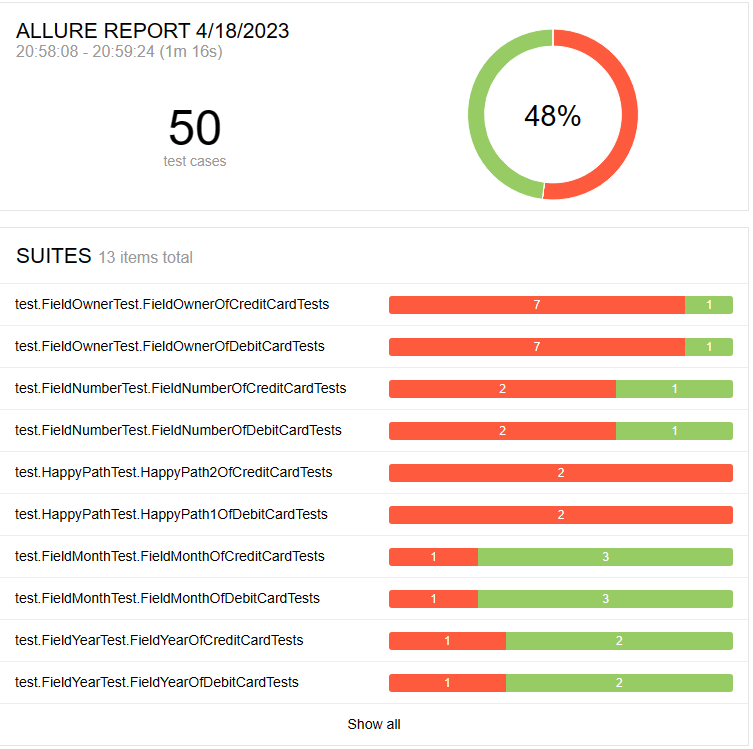 ALLURE REPORT 4/18/2023
20:58:08 - 20:59:24 (1m 16s)
50
test cases
48%
SUITES 13 items total
test.FieldOwnerTest.FieldOwnerOfCreditCardTests 7 1
test.FieldOwnerTest.FieldOwnerOfDebitCardTests 7 1
test.FieldNumberTest.FieldNumberOfCreditCardTests 2 1
test.FieldNumberTest.FieldNumberOfDebitCardTests 2 1
test.HappyPathTest.HappyPath2OfCreditCardTests 2
test.HappyPathTest.HappyPath1OfDebitCardTests 2
test.FieldMonthTest.FieldMonthOfCreditCardTests 1 3
test.FieldMonthTest.FieldMonthOfDebitCardTests 1 3
test.FieldYearTest.FieldYearOfCreditCardTests 1 2
test.FieldYearTest.FieldYearOfDebitCardTests 1 2
Show all